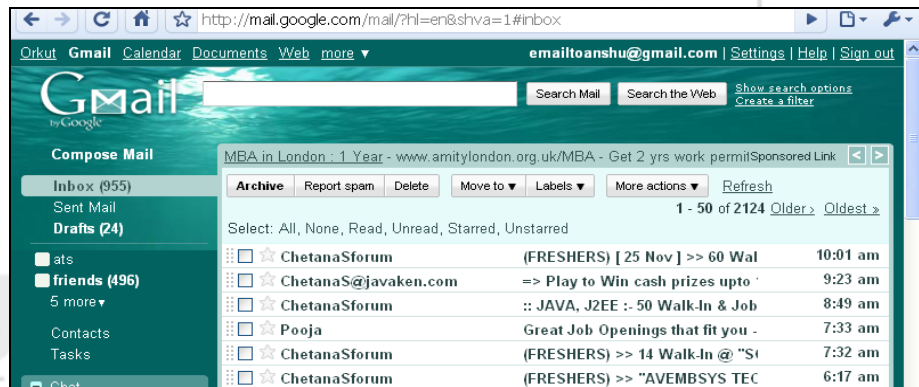 http://mail.google.com/mail/?hl=en&shva=1#inbox
Orkut Gmail Calendar Documents Web more ▼ emailtoanshu@gmail.com | Settings | Help | Sign out
Gmail
by Google
Search Mail Search the Web Show search options
Create a filter
Compose Mail
MBA in London : 1 Year - www.amitylondon.org.uk/MBA - Get 2 yrs work permit Sponsored Link < >
Inbox (955)
Archive Report spam Delete Move to ▼ Labels ▼ More actions ▼ Refresh
Sent Mail
1 - 50 of 2124 Older › Oldest »
Drafts (24)
Select: All, None, Read, Unread, Starred, Unstarred
ats
ChetanaSforum (FRESHERS) [ 25 Nov ] >> 60 Wal 10:01 am
friends (496)
ChetanaS@javaken.com => Play to Win cash prizes upto 9:23 am
5 more ▼
ChetanaSforum :: JAVA, J2EE :- 50 Walk-In & Job 8:49 am
Contacts
Pooja Great Job Openings that fit you - 7:33 am
Tasks
ChetanaSforum (FRESHERS) >> 14 Walk-In @ 7:32 am
Chat
ChetanaSforum (FRESHERS) >> "AVEMBSYS TEC 6:17 am